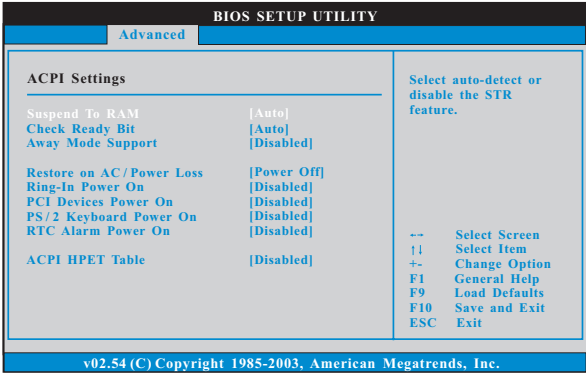 BIOS SETUP UTILITY
Advanced
ACPI Settings
Suspend To RAM [Auto]
Check Ready Bit [Auto]
Away Mode Support [Disabled]
Restore on AC / Power Loss [Power Off]
Ring-In Power On [Disabled]
PCI Devices Power On [Disabled]
PS / 2 Keyboard Power On [Disabled]
RTC Alarm Power On [Disabled]
ACPI HPET Table [Disabled]
Select auto-detect or
disable the STR
feature.
←→ Select Screen
↑↓ Select Item
+- Change Option
F1 General Help
F9 Load Defaults
F10 Save and Exit
ESC Exit
v02.54 (C) Copyright 1985-2003, American Megatrends, Inc.